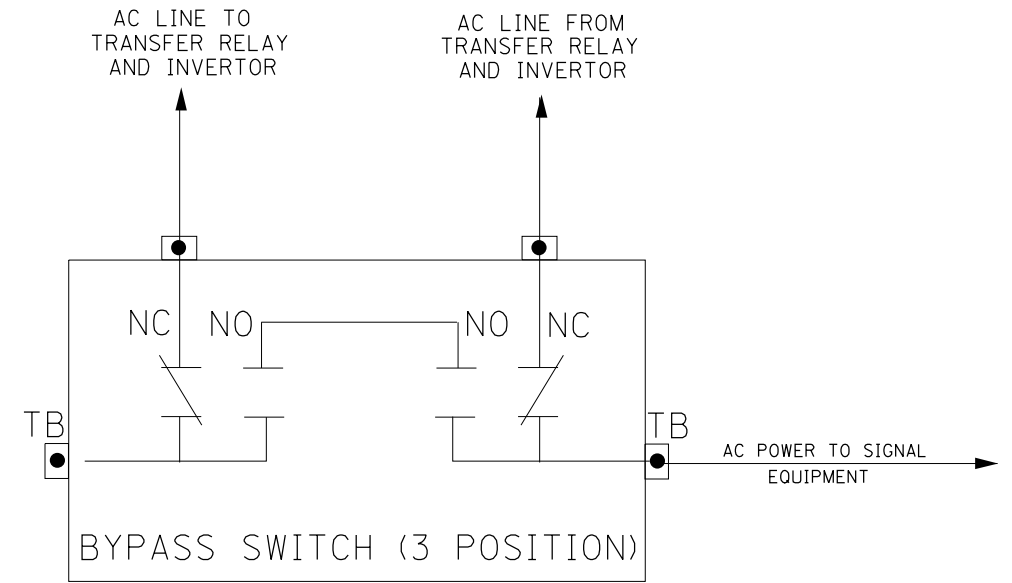 AC LINE TO
TRANSFER RELAY
AND INVERTOR
AC LINE FROM
TRANSFER RELAY
AND INVERTOR
NC NO NO NC
TB TB
AC POWER TO SIGNAL
EQUIPMENT
BYPASS SWITCH (3 POSITION)